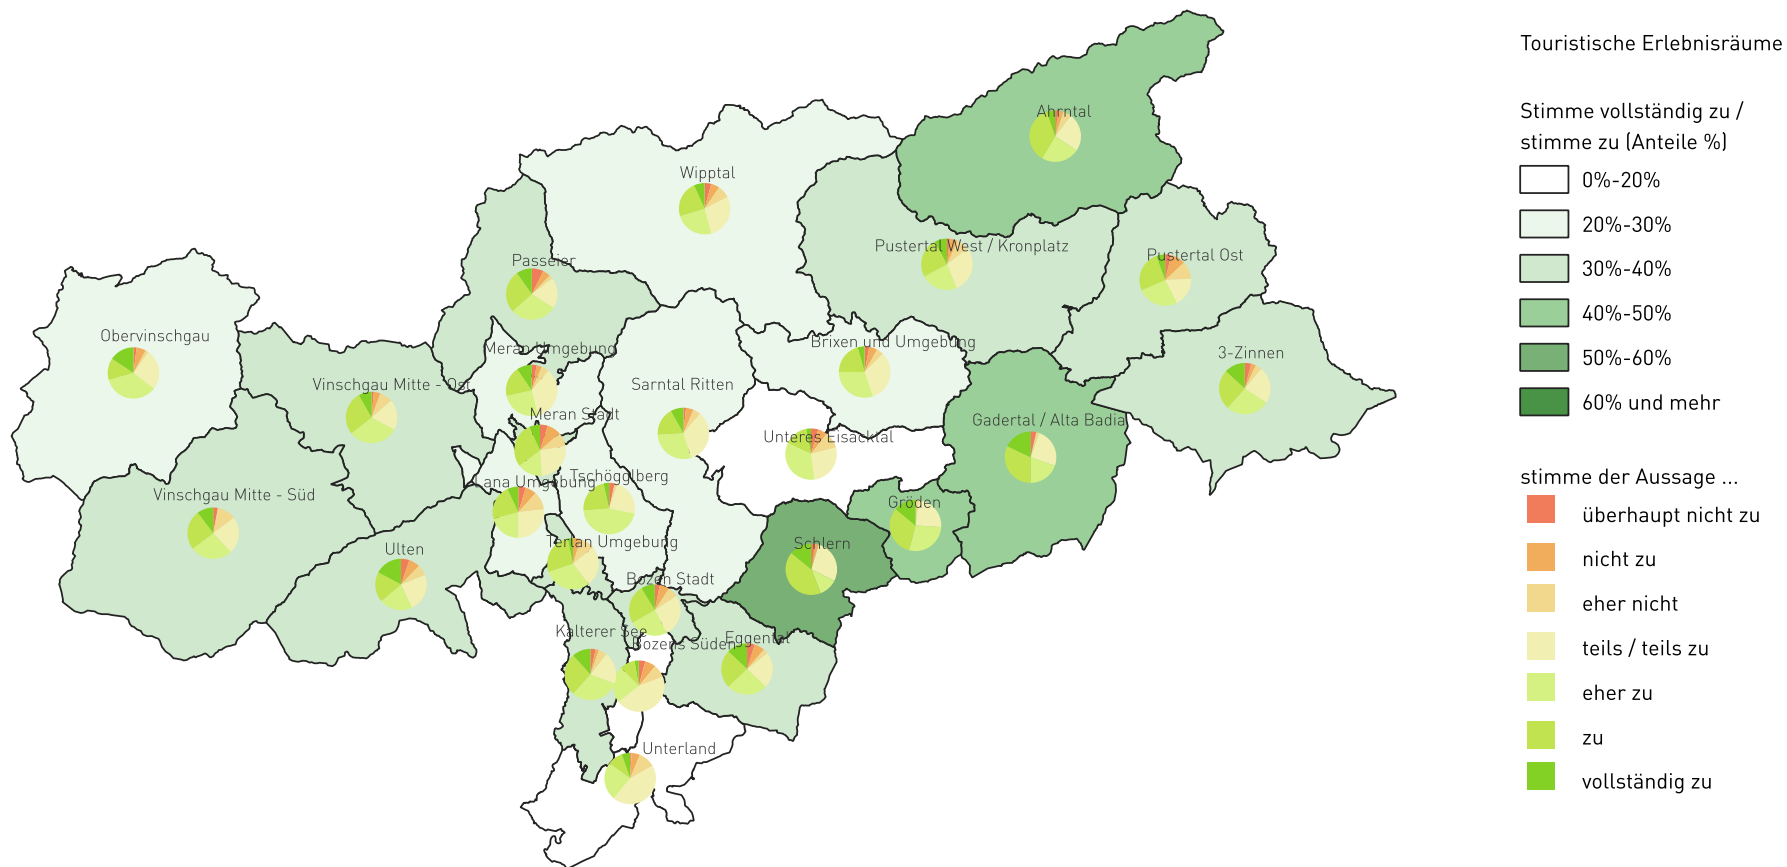 Touristische Erlebnisräume
Stimme vollständig zu /
stimme zu (Anteile %)
0%-20%
20%-30%
30%-40%
40%-50%
50%-60%
60% und mehr
stimme der Aussage ...
überhaupt nicht zu
nicht zu
eher nicht
teils / teils zu
eher zu
zu
vollständig zu
Ahrntal
Wipptal
Pustertal West / Kronplatz
Pustertal Ost
Passeier
Obervinschgau
Meran Umgebung
Brixen und Umgebung
3-Zinnen
Vinschgau Mitte - Ost
Sarntal Ritten
Meran Stadt
Gadertal / Alta Badia
Unteres Eisacktal
Tschögglberg
Lana Umgebung
Vinschgau Mitte - Süd
Gröden
Terlan Umgebung
Schlern
Ulten
Bozen Stadt
Kalterer See
Eggental
Bozens Süden
Unterland